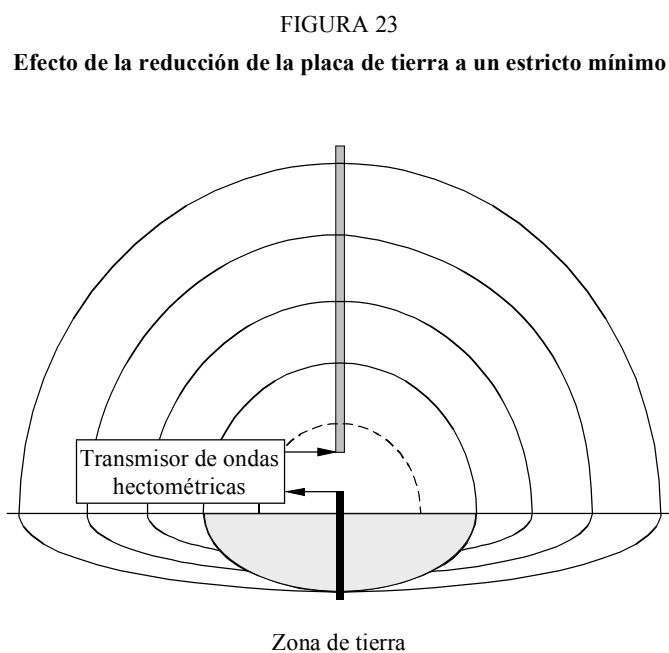 FIGURA 23
Efecto de la reducción de la placa de tierra a un estricto mínimo
Transmisor de ondas
hectométricas
Zona de tierra